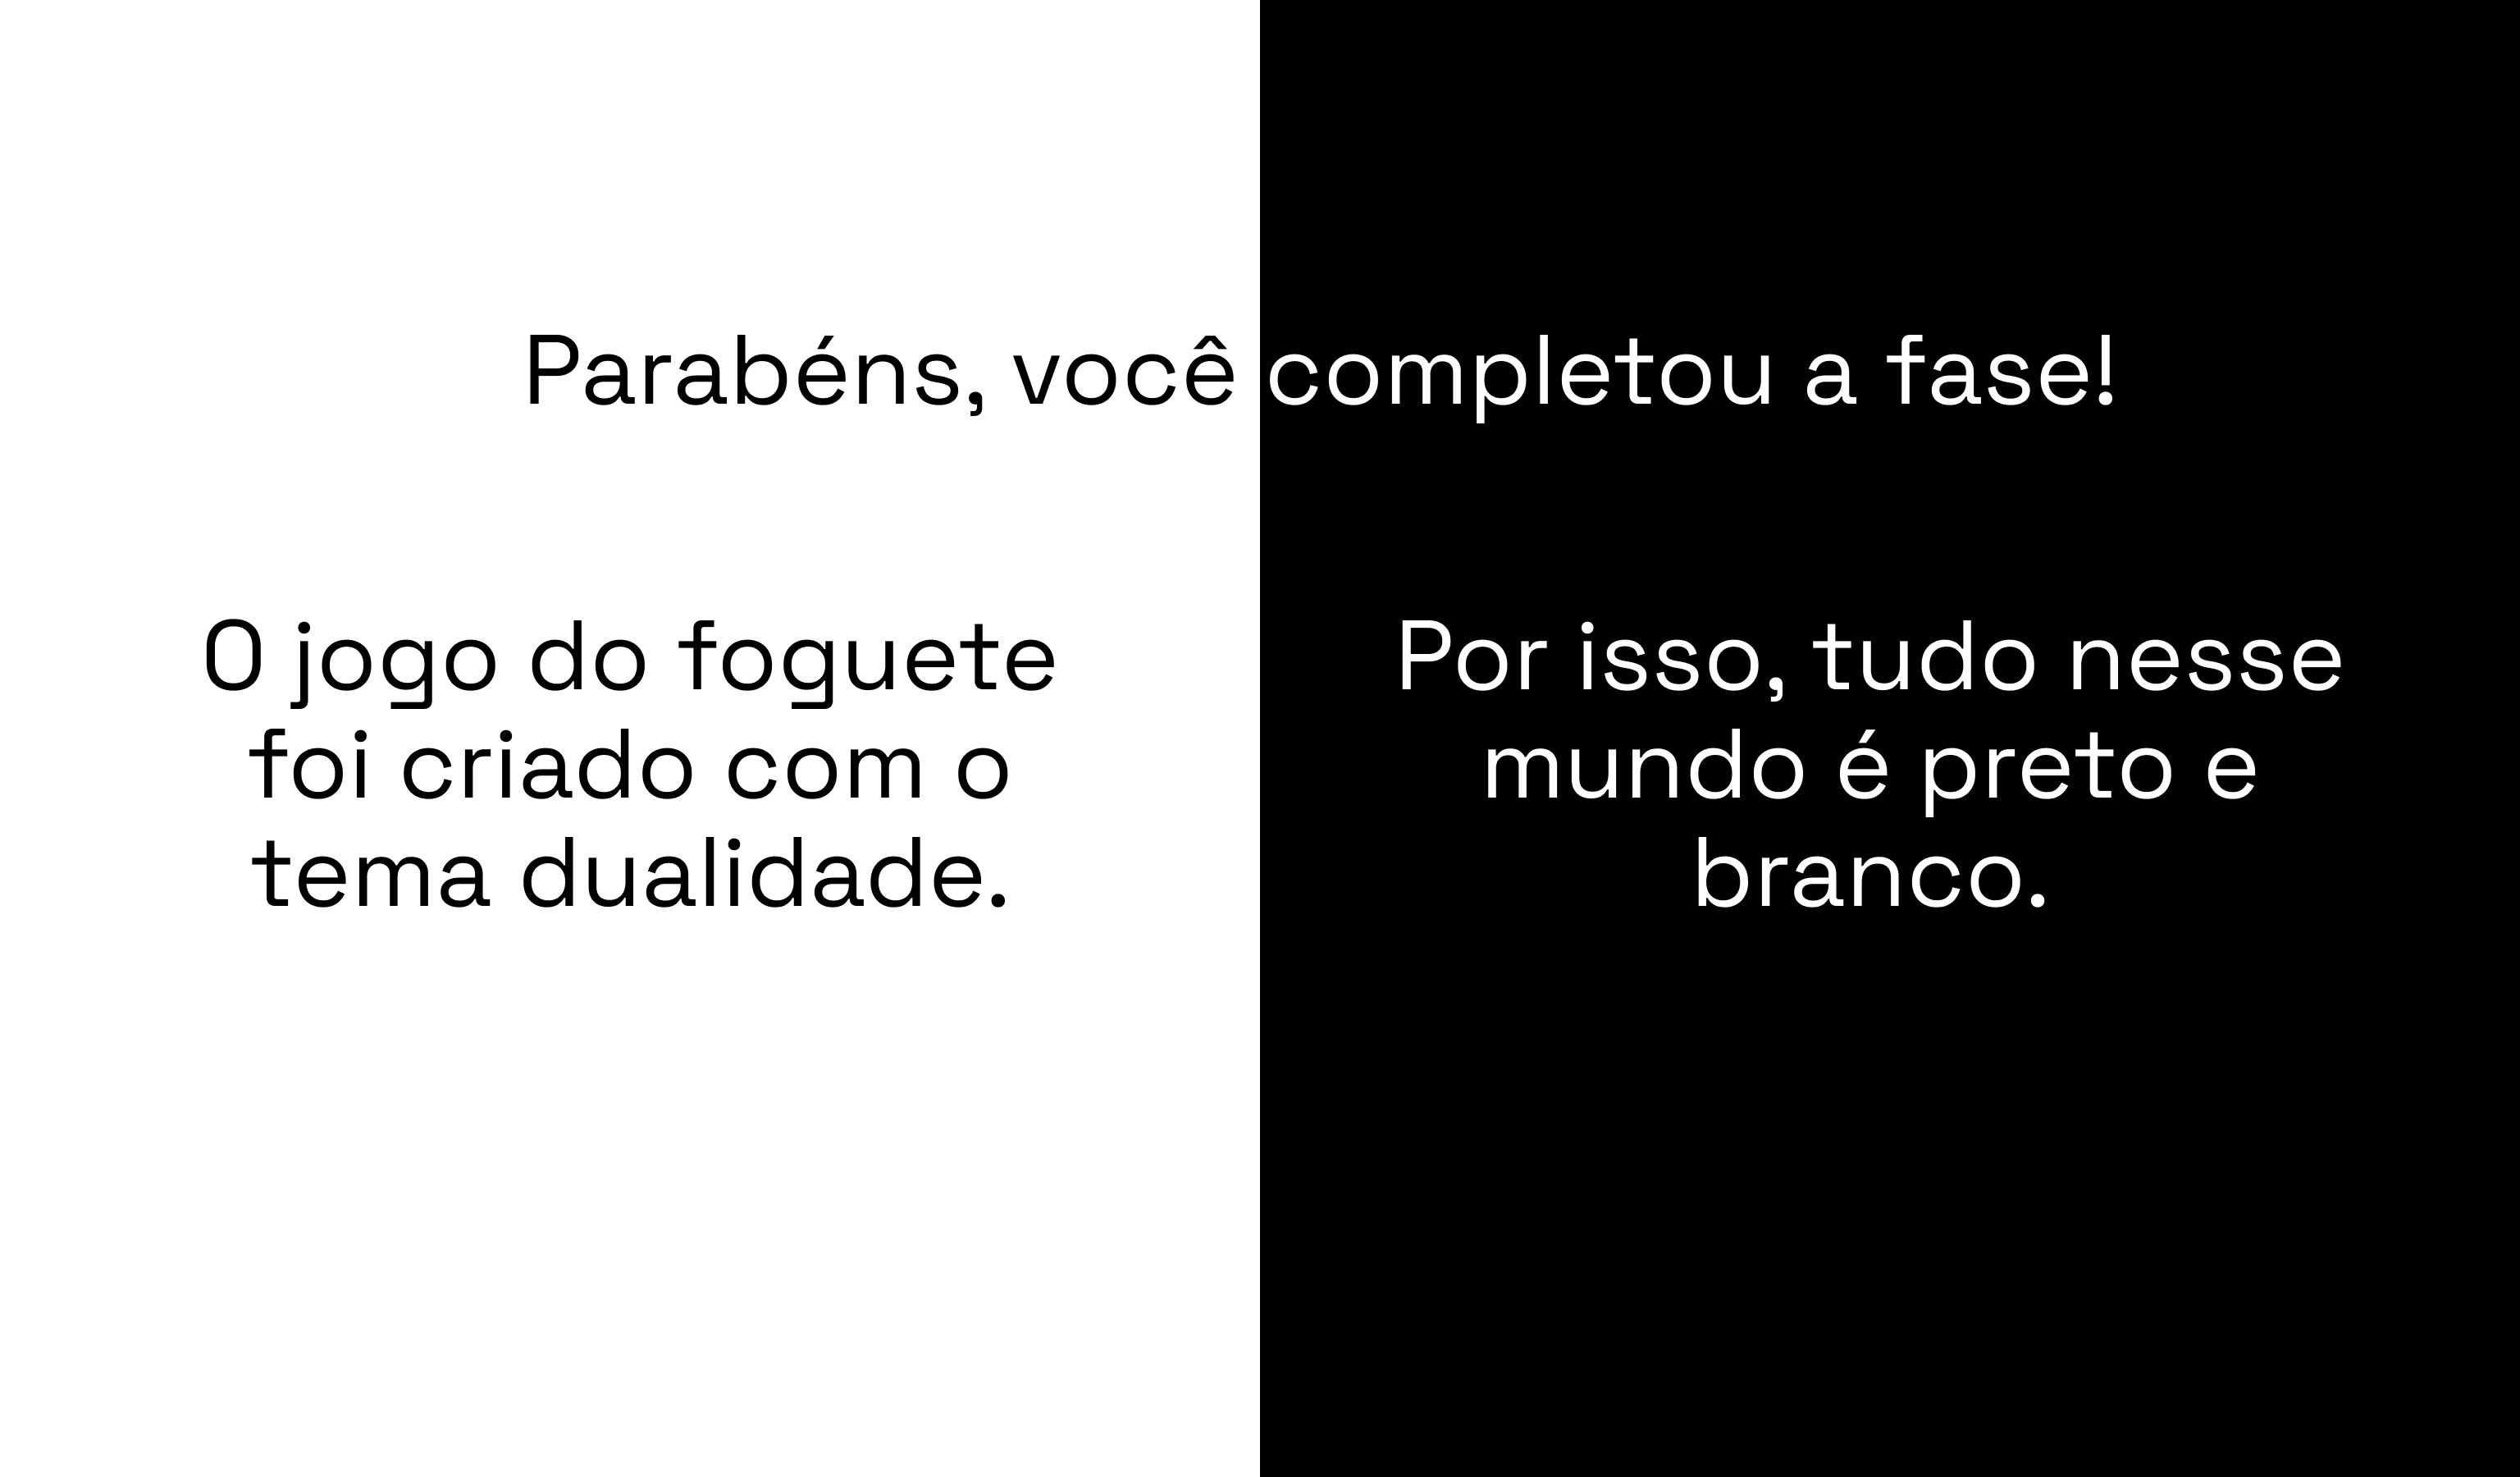 Parabéns, você completou a fase!
O jogo do foguete
foi criado com o
tema dualidade.
Por isso, tudo nesse
mundo é preto e
branco.